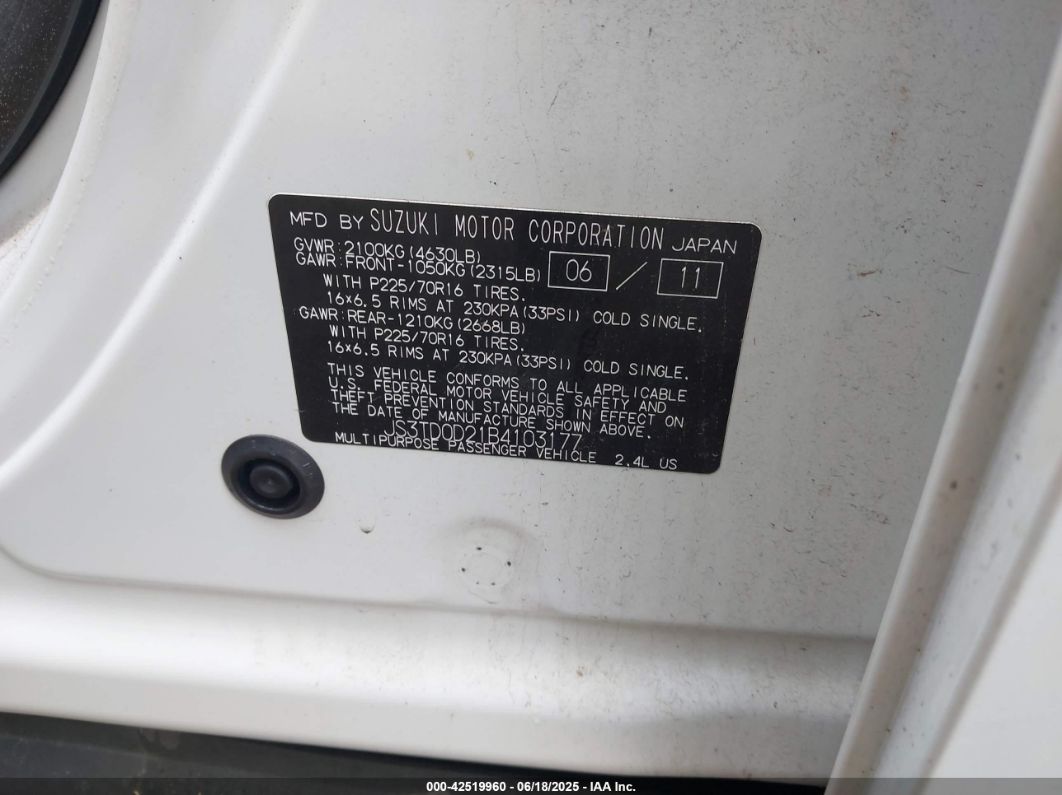 MFD BY SUZUKI MOTOR CORPORATION JAPAN
GVWR:2100KG(4630LB)
GAWR:FRONT-1050KG(2315LB) 06 / 11
WITH P225/70R16 TIRES.
16×6.5 RIMS AT 230KPA(33PSI) COLD SINGLE.
GAWR:REAR-1210KG(2668LB)
WITH P225/70R16 TIRES.
16×6.5 RIMS AT 230KPA(33PSI) COLD SINGLE.
THIS VEHICLE CONFORMS TO ALL APPLICABLE
U.S. FEDERAL MOTOR VEHICLE SAFETY AND
THEFT PREVENTION STANDARDS IN EFFECT ON
THE DATE OF MANUFACTURE SHOWN ABOVE.
JS3TD0D21B4103177
MULTIPURPOSE PASSENGER VEHICLE 2.4L US
000-42519960 - 06/18/2025 - IAA Inc.